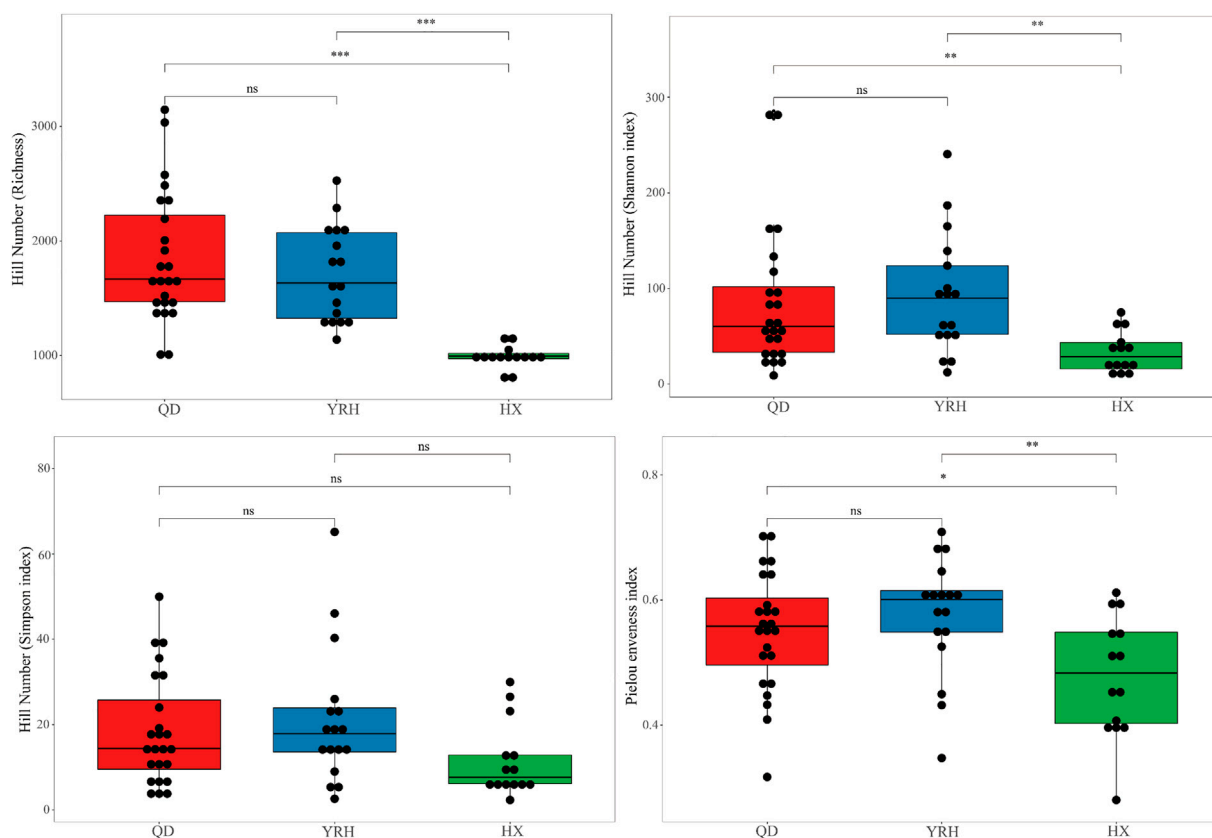 ***
***
ns
Hill Number (Richness)
3000
2000
1000
QD
YRH
HX
**
**
ns
Hill Number (Shannon index)
300
200
100
0
QD
YRH
HX
ns
ns
ns
Hill Number (Simpson index)
80
60
40
20
0
QD
YRH
HX
**
*
ns
Pielou enveness index
0.8
0.6
0.4
QD
YRH
HX